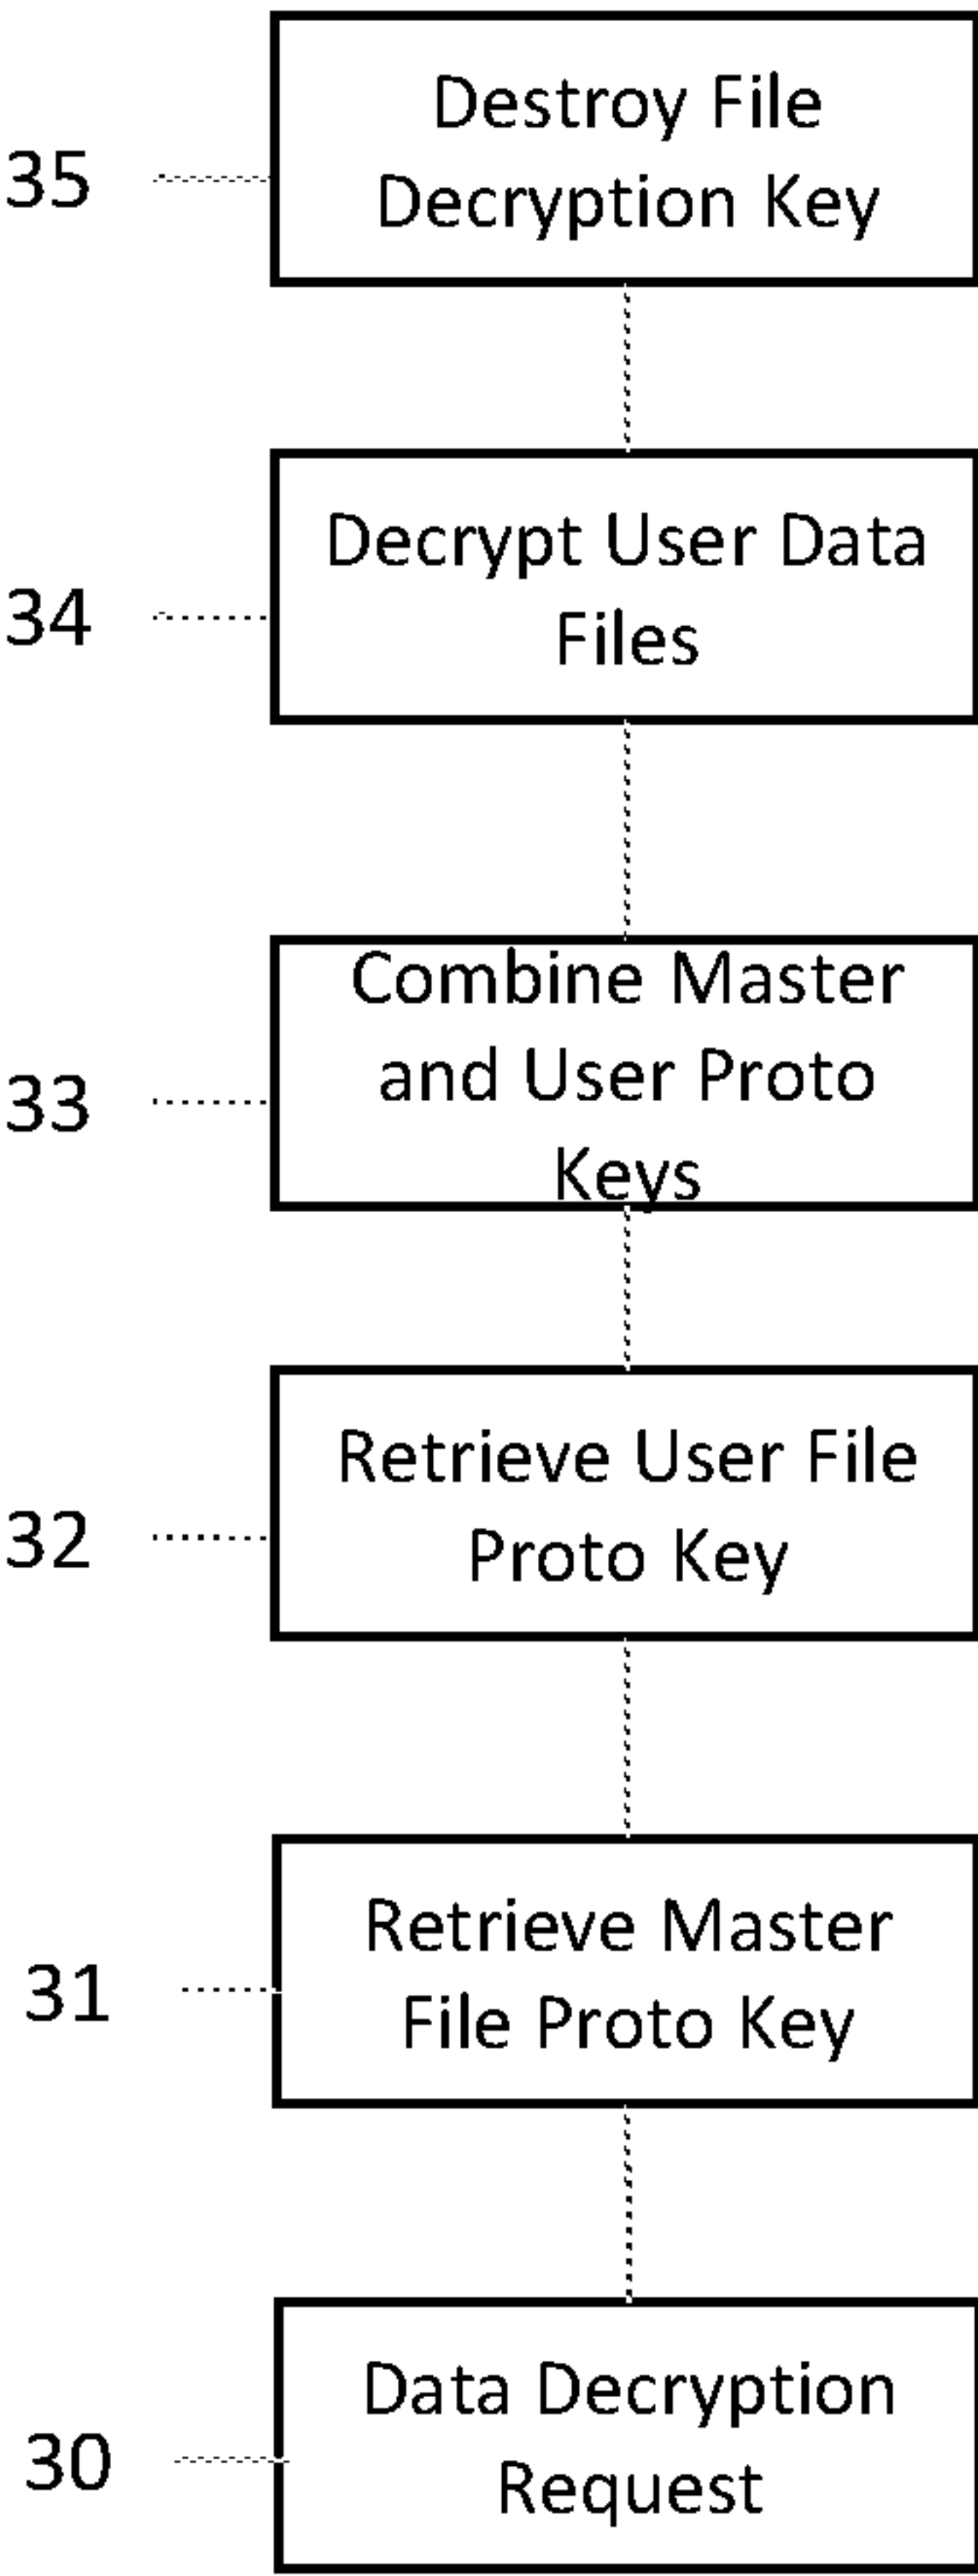 Destroy File
35
Decryption Key
Decrypt User Data
34
Files
Combine Master
33
and User Proto
Keys
Retrieve User File
32
Proto Key
Retrieve Master
31
File Proto Key
Data Decryption
30
Request